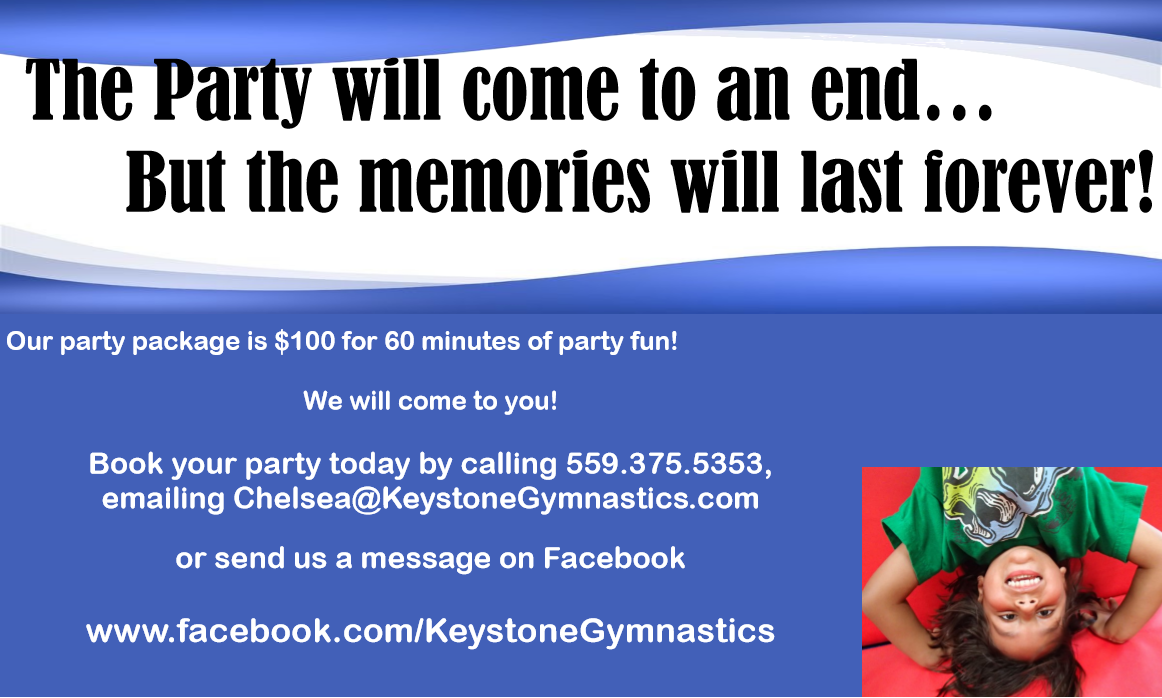 The Party will come to an end...
But the memories will last forever!
Our party package is $100 for 60 minutes of party fun!
We will come to you!
Book your party today by calling 559.375.5353,
emailing Chelsea@KeystoneGymnastics.com
or send us a message on Facebook
www.facebook.com/KeystoneGymnastics